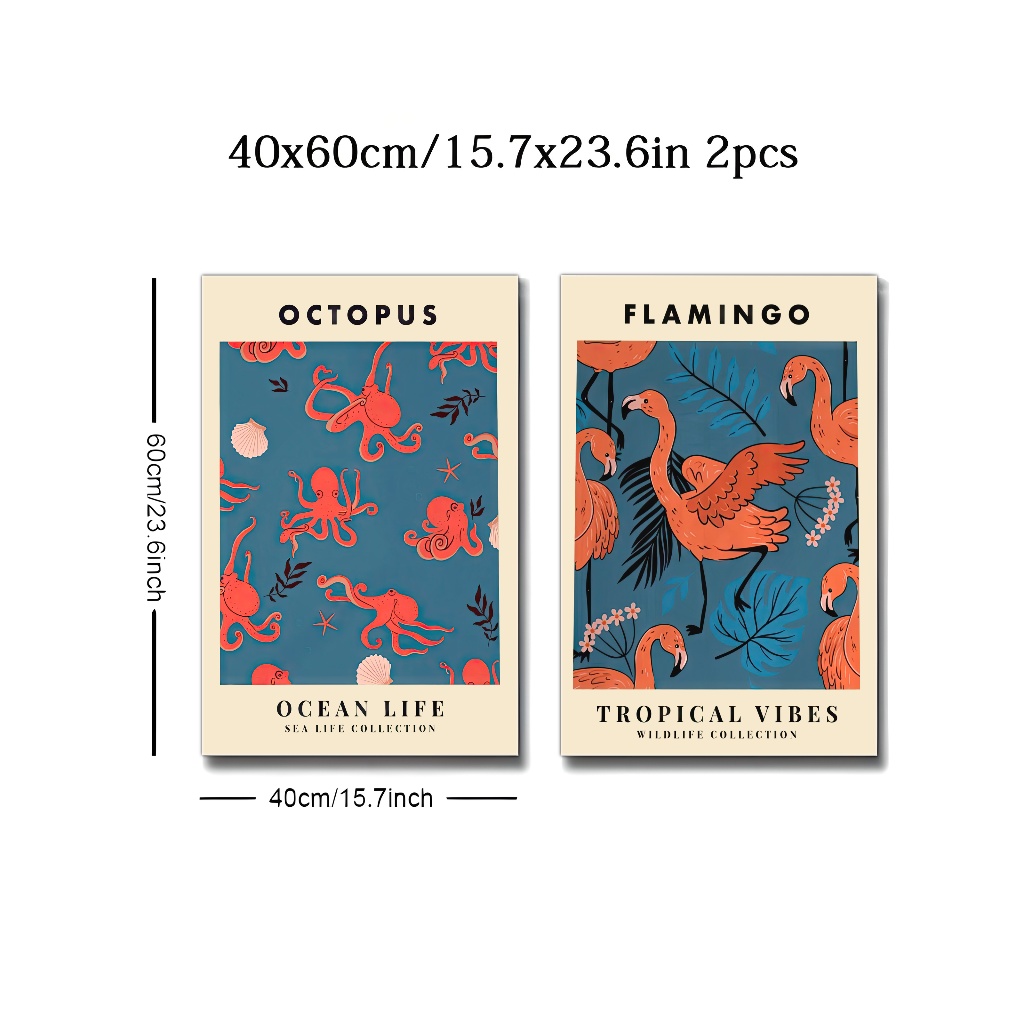 40x60cm/15.7x23.6in 2pcs
OCTOPUS
OCEAN LIFE
SEA LIFE COLLECTION
FLAMINGO
TROPICAL VIBES
WILDLIFE COLLECTION
60cm/23.6inch
40cm/15.7inch